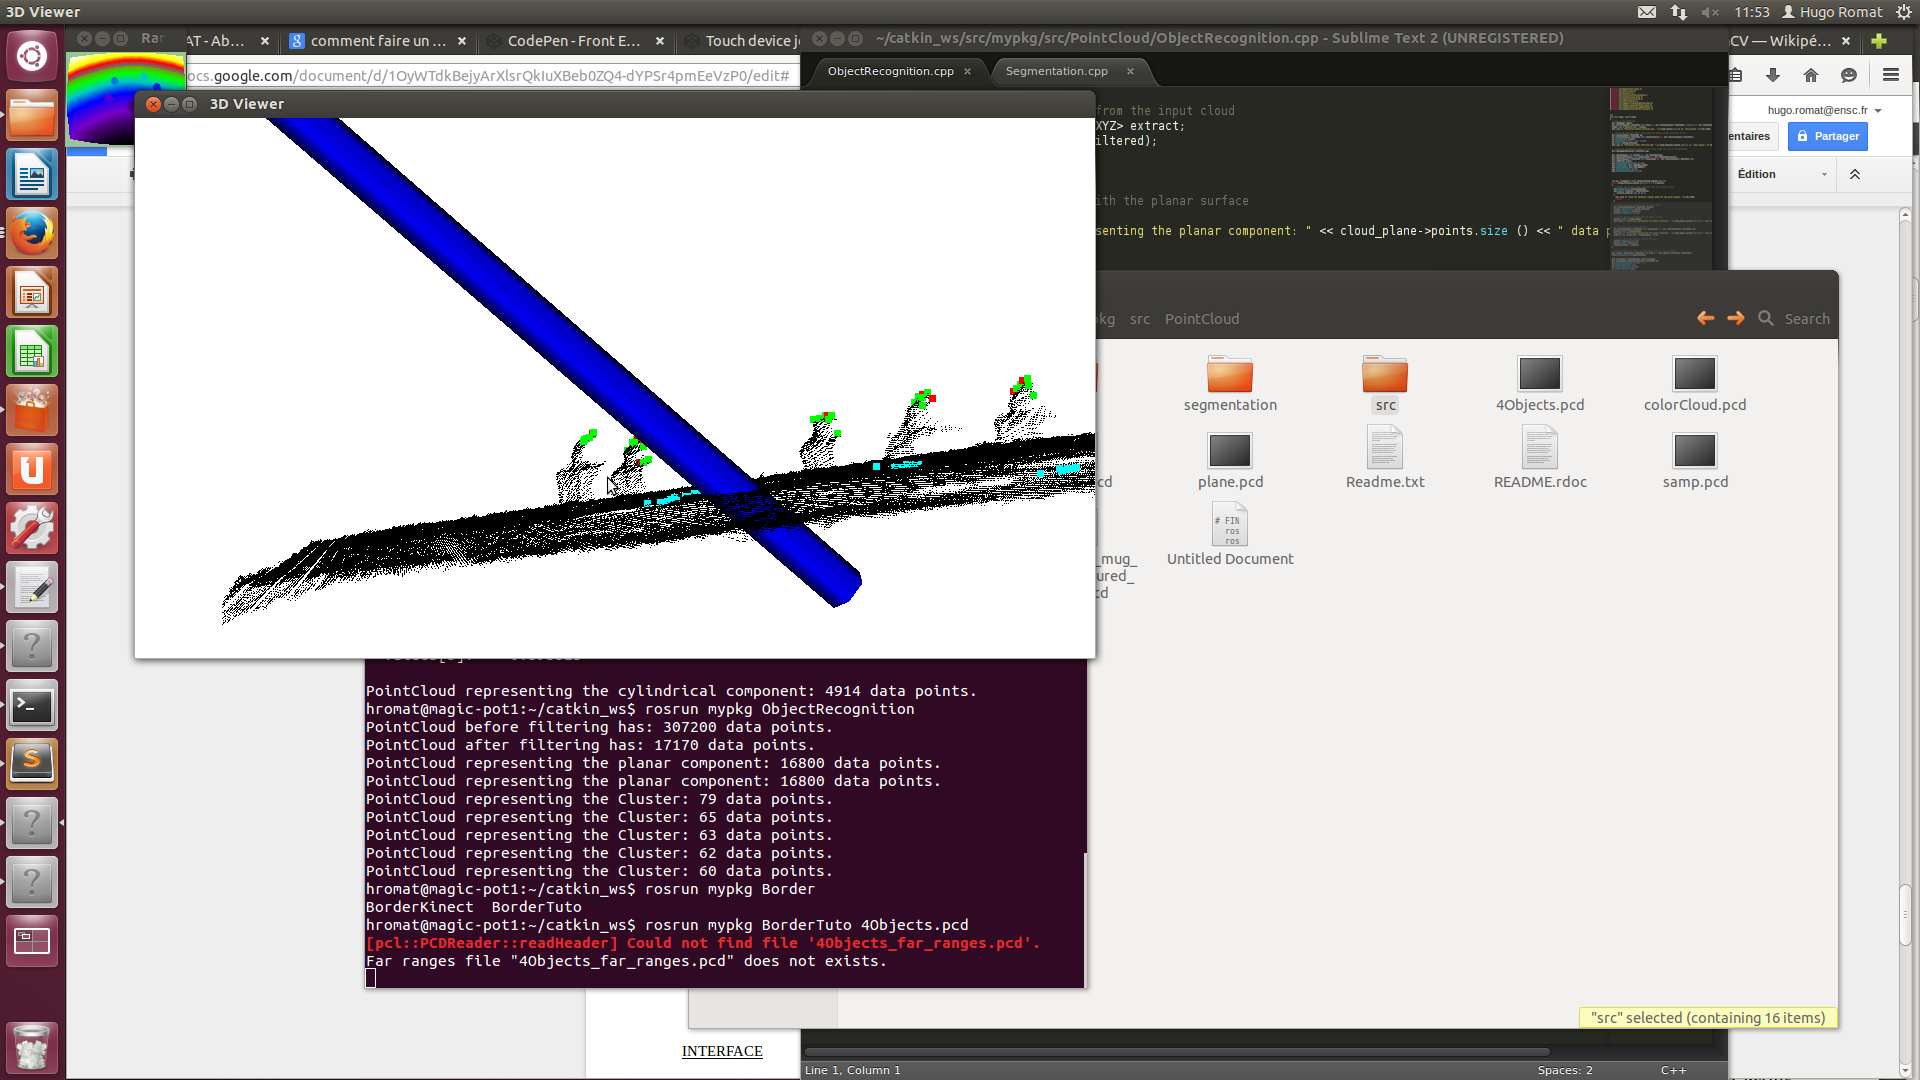 3D Viewer
11:53
Hugo Romat
Ra
AT - Ab...
comment faire un ...
CodePen - Front E...
Touch device j
~/catkin_ws/src/mypkg/src/PointCloud/ObjectRecognition.cpp - Sublime Text 2 (UNREGISTERED)
CV — Wikipé...
ocs.google.com/document/d/1OyWTdkBejyArXlsrQkIuXBeb0ZQ4-dYPSr4pmEeVzP0/edit#
ObjectRecognition.cpp
Segmentation.cpp
3D Viewer
from the input cloud
XYZ> extract;
iltered);
ith the planar surface
senting the planar component: " << cloud_plane->points.size () << " data p
hugo.romat@ensc.fr
entaires
Partager
Édition
kg src PointCloud
Search
segmentation
src
4Objects.pcd
colorCloud.pcd
cd
plane.pcd
Readme.txt
README.rdoc
samp.pcd
# FIN
ros
ros
_mug_
ured_
cd
Untitled Document
PointCloud representing the cylindrical component: 4914 data points.
hromat@magic-pot1:~/catkin_ws$ rosrun mypkg ObjectRecognition
PointCloud before filtering has: 307200 data points.
PointCloud after filtering has: 17170 data points.
PointCloud representing the planar component: 16800 data points.
PointCloud representing the planar component: 16800 data points.
PointCloud representing the Cluster: 79 data points.
PointCloud representing the Cluster: 65 data points.
PointCloud representing the Cluster: 63 data points.
PointCloud representing the Cluster: 62 data points.
PointCloud representing the Cluster: 60 data points.
hromat@magic-pot1:~/catkin_ws$ rosrun mypkg Border
BorderKinect BorderTuto
hromat@magic-pot1:~/catkin_ws$ rosrun mypkg BorderTuto 4Objects.pcd
[pcl::PCDReader::readHeader] Could not find file '4Objects_far_ranges.pcd'.
Far ranges file "4Objects_far_ranges.pcd" does not exists.
"src" selected (containing 16 items)
INTERFACE
Line 1, Column 1
Spaces: 2
C++